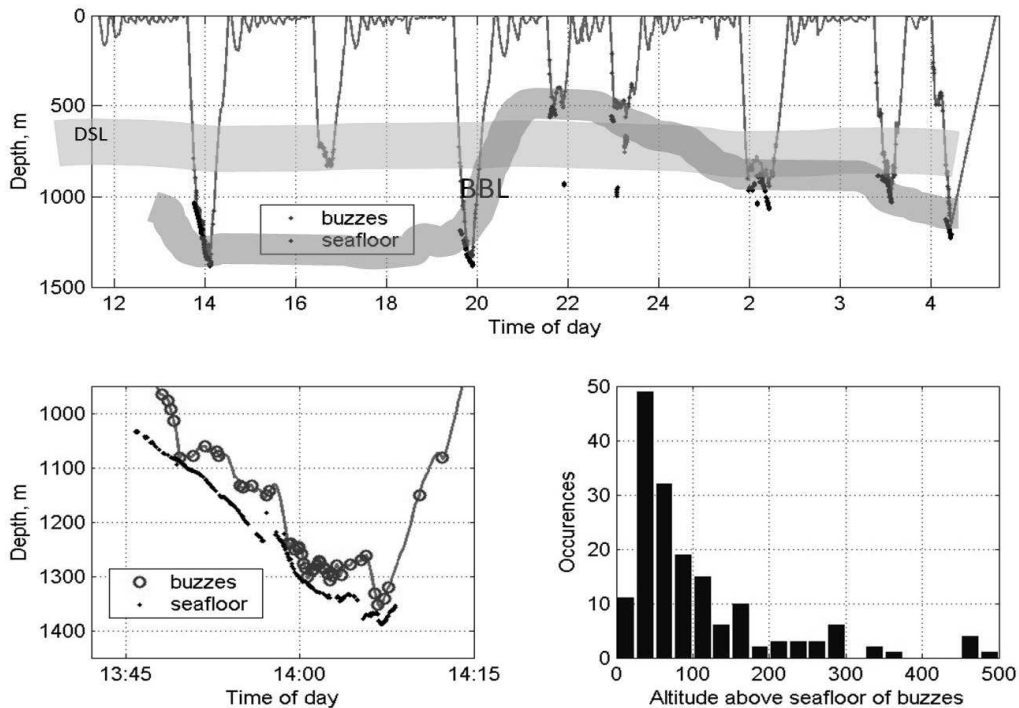 0
500
1000
1500
Depth, m
DSL
BBL
buzzes
seafloor
12 14 16 18 20 22 24 2 3 4
Time of day
1000
1100
1200
1300
1400
Depth, m
buzzes
seafloor
13:45 14:00 14:15
Time of day
50
40
30
20
10
0
Occurences
0 100 200 300 400 500
Altitude above seafloor of buzzes